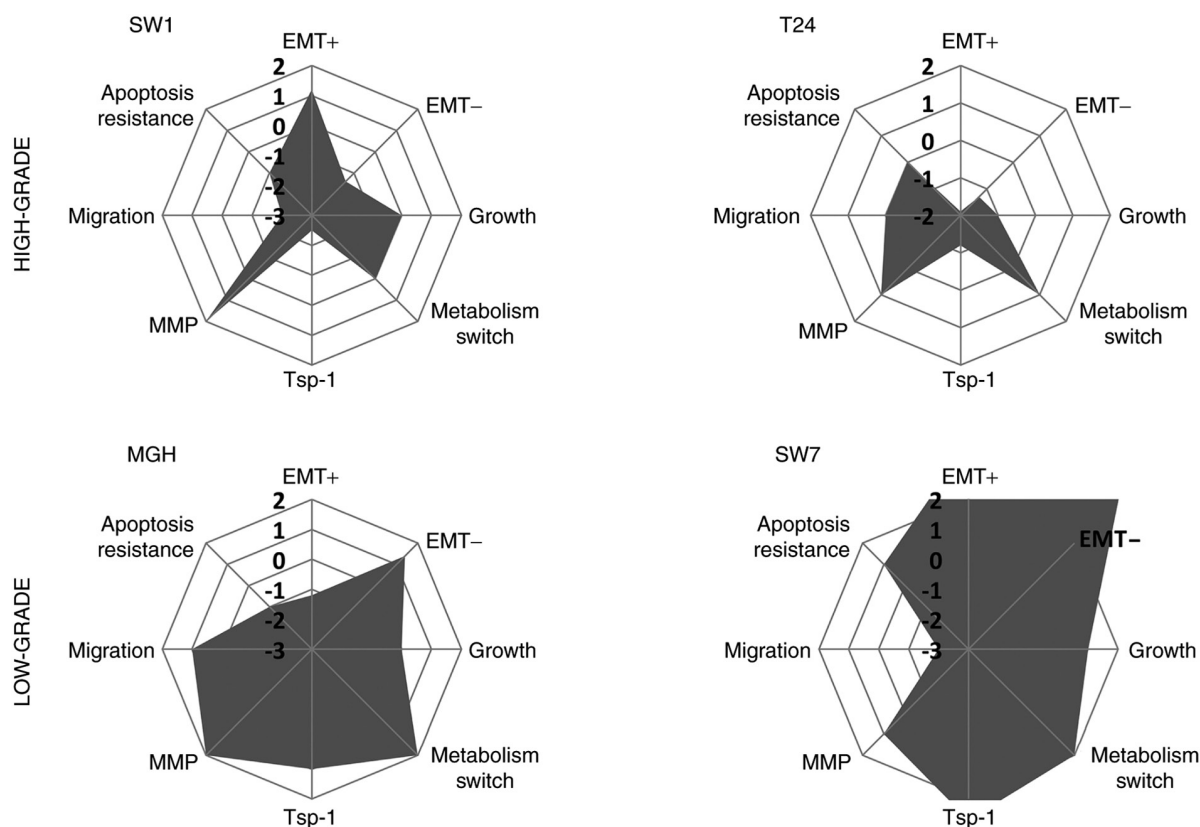 SW1
EMT+
2
1
0
-1
-2
-3
EMT−
Growth
Metabolism
switch
Tsp-1
MMP
Migration
Apoptosis
resistance
T24
EMT+
2
1
0
-1
-2
EMT−
Growth
Metabolism
switch
Tsp-1
MMP
Migration
Apoptosis
resistance
HIGH-GRADE
MGH
EMT+
2
1
0
-1
-2
-3
EMT−
Growth
Metabolism
switch
Tsp-1
MMP
Migration
Apoptosis
resistance
SW7
EMT+
2
1
0
-1
-2
-3
EMT−
Growth
Metabolism
switch
Tsp-1
MMP
Migration
Apoptosis
resistance
LOW-GRADE